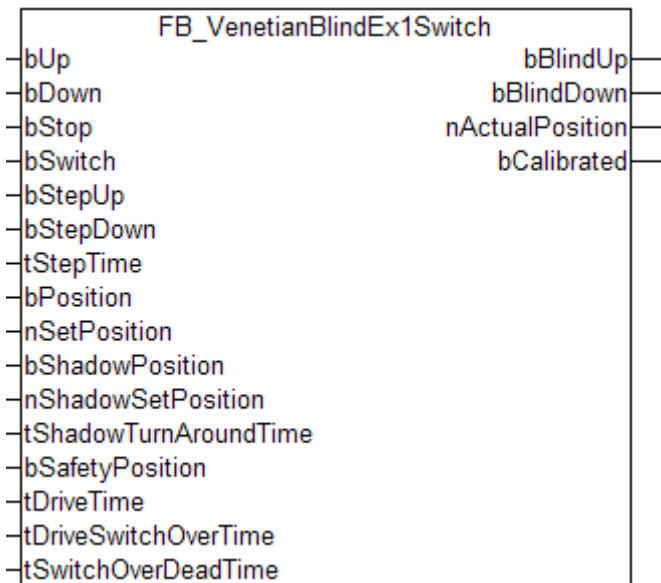 FB_VenetianBlindEx1Switch
bUp bBlindUp
bDown bBlindDown
bStop nActualPosition
bSwitch bCalibrated
bStepUp
bStepDown
tStepTime
bPosition
nSetPosition
bShadowPosition
nShadowSetPosition
tShadowTurnAroundTime
bSafetyPosition
tDriveTime
tDriveSwitchOverTime
tSwitchOverDeadTime